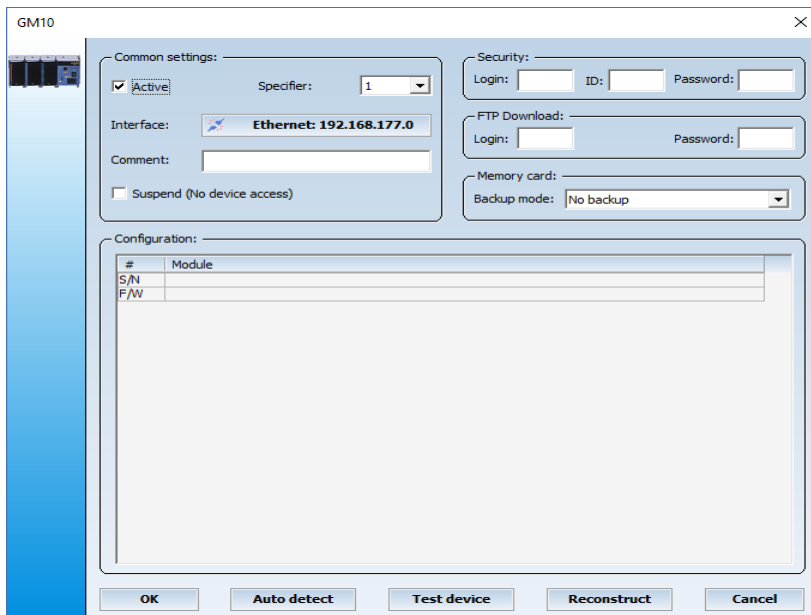 GM10
Common settings:
Active
Specifier: 1
Interface: Ethernet: 192.168.177.0
Comment:
Suspend (No device access)
Security:
Login: ID: Password:
FTP Download:
Login: Password:
Memory card:
Backup mode: No backup
Configuration:
# Module
S/N
F/W
OK Auto detect Test device Reconstruct Cancel